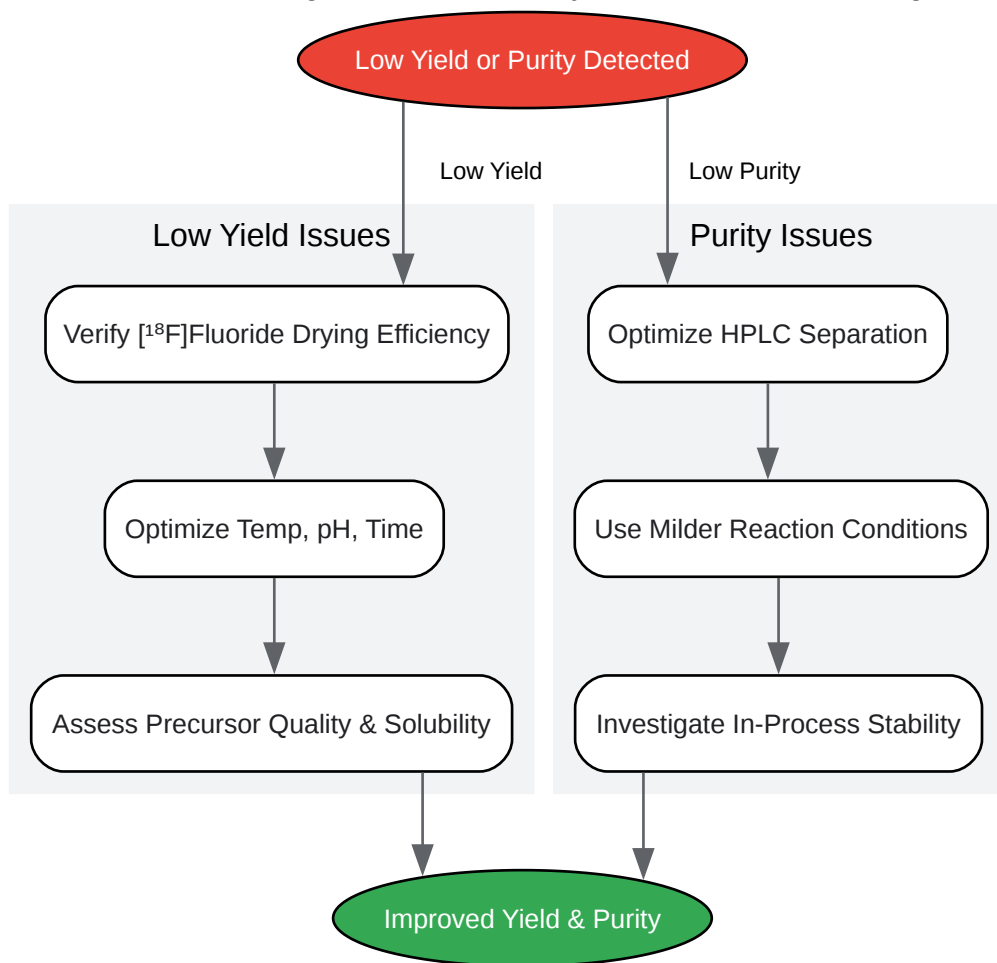 Low Yield or Purity Detected
Low Yield
Low Purity
Low Yield Issues
Purity Issues
Verify [¹⁸F]Fluoride Drying Efficiency
Optimize HPLC Separation
Optimize Temp, pH, Time
Use Milder Reaction Conditions
Assess Precursor Quality & Solubility
Investigate In-Process Stability
Improved Yield & Purity